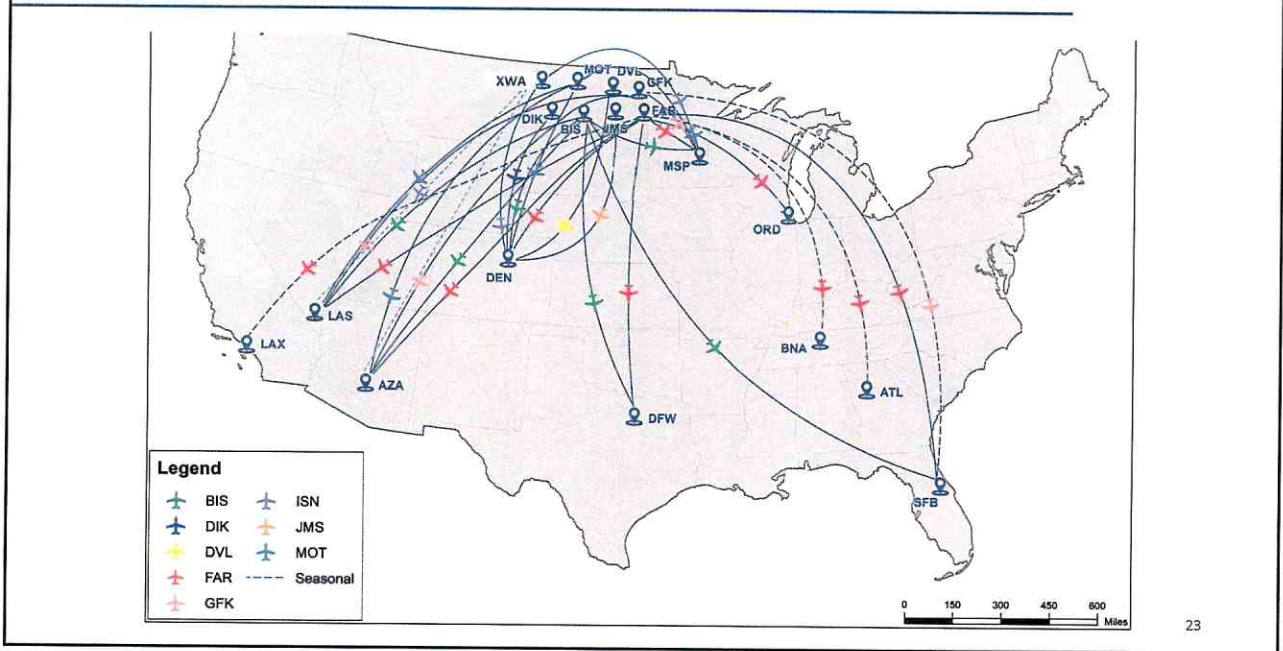 MOT DVL
XWA
GFK
DIK
FAR
BIS
JMS
MSP
ORD
DEN
LAS
LAX
BNA
AZA
ATL
DFW
SFB
Legend
BIS
ISN
DIK
JMS
DVL
MOT
FAR
Seasonal
GFK
0 150 300 450 600
Miles
23